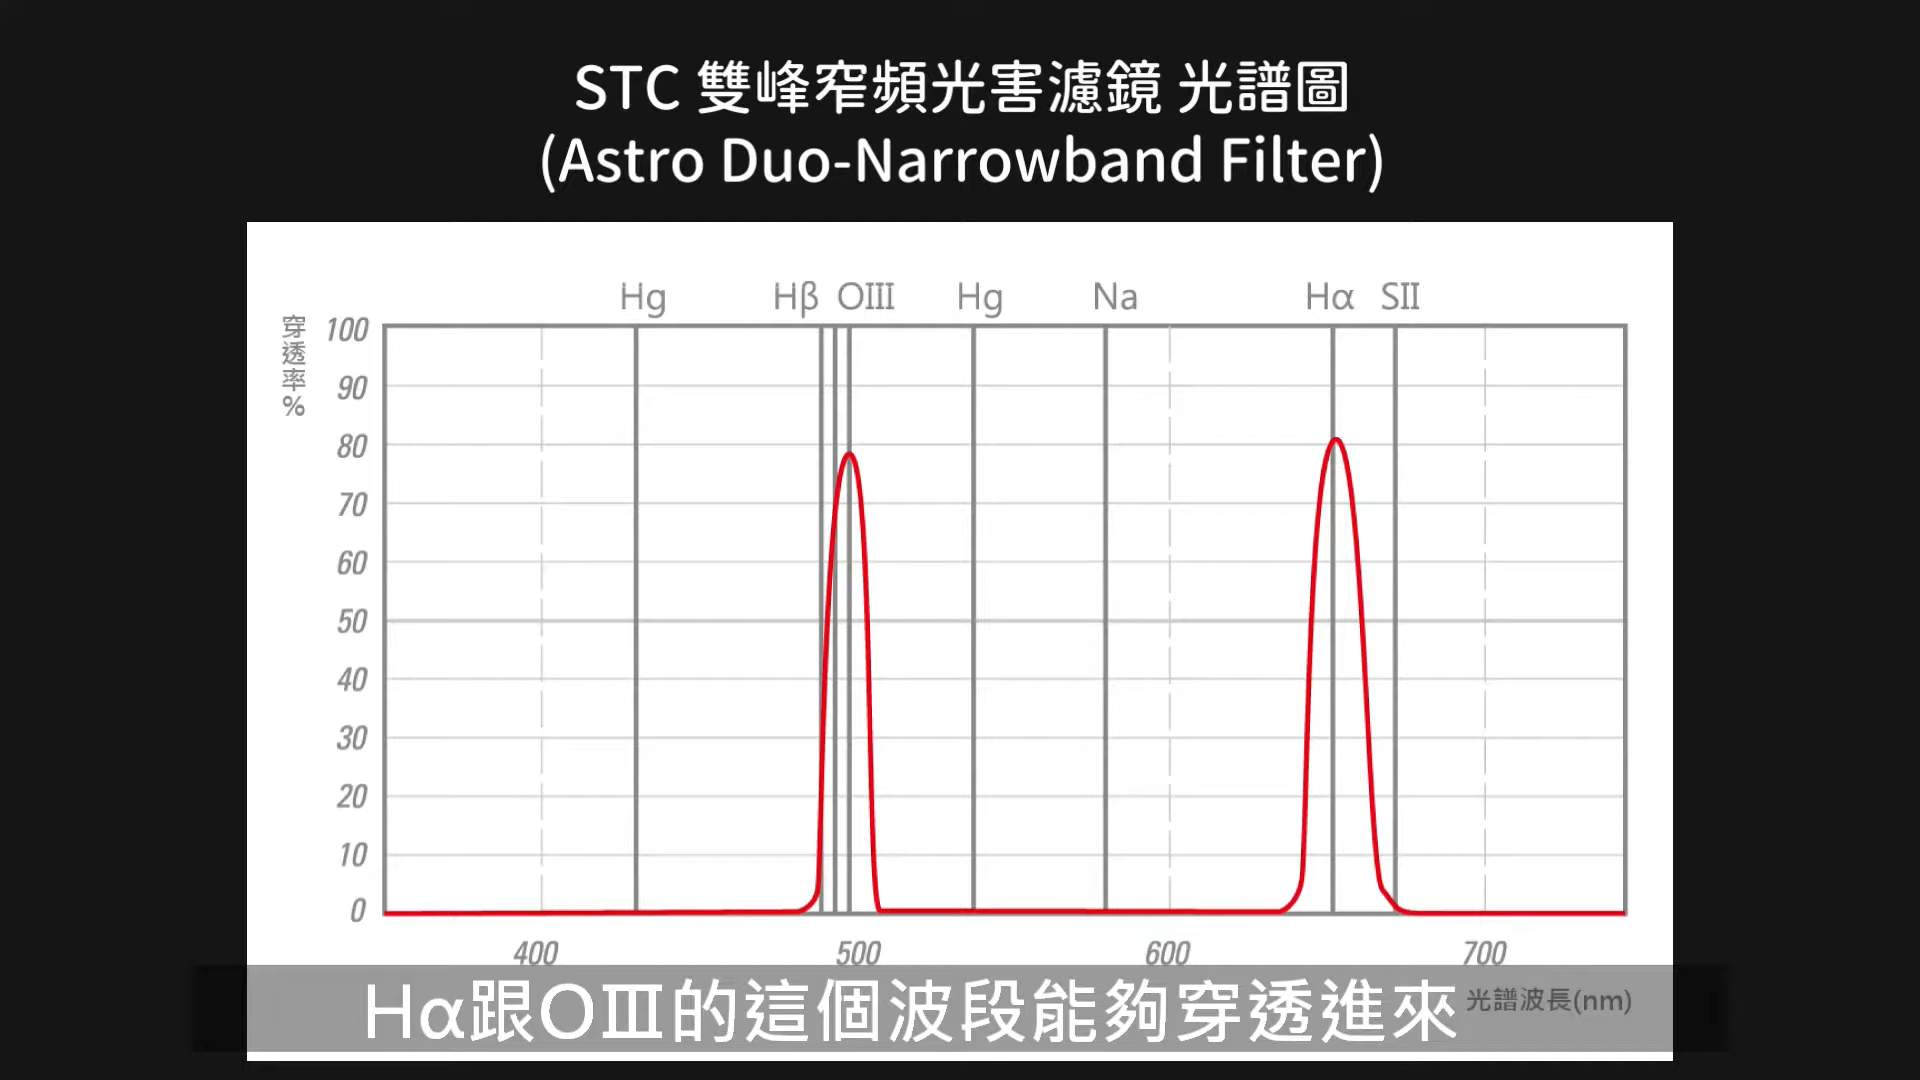 STC 雙峰窄頻光害濾鏡 光譜圖
(Astro Duo-Narrowband Filter)
Hg Hβ OIII Hg Na Hα SII
穿透率%
100
90
80
70
60
50
40
30
20
10
0
400 500 600 700
光譜波長(nm)
Hα跟OⅢ的這個波段能夠穿透進來